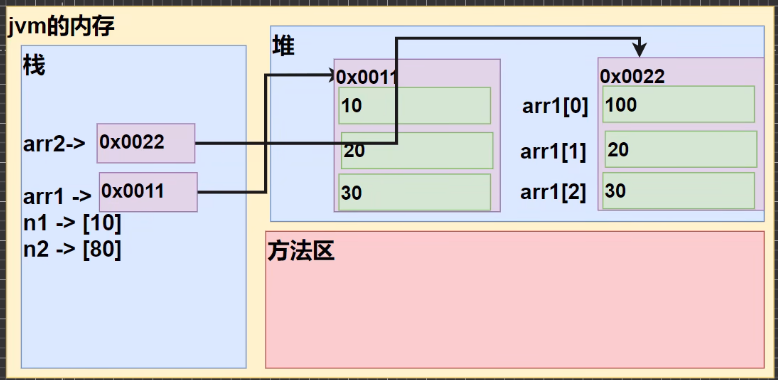 jvm的内存
栈
arr2-> 0x0022
arr1 -> 0x0011
n1 -> [10]
n2 -> [80]
堆
0x0011
10
20
30
0x0022
arr1[0] 100
arr1[1] 20
arr1[2] 30
方法区